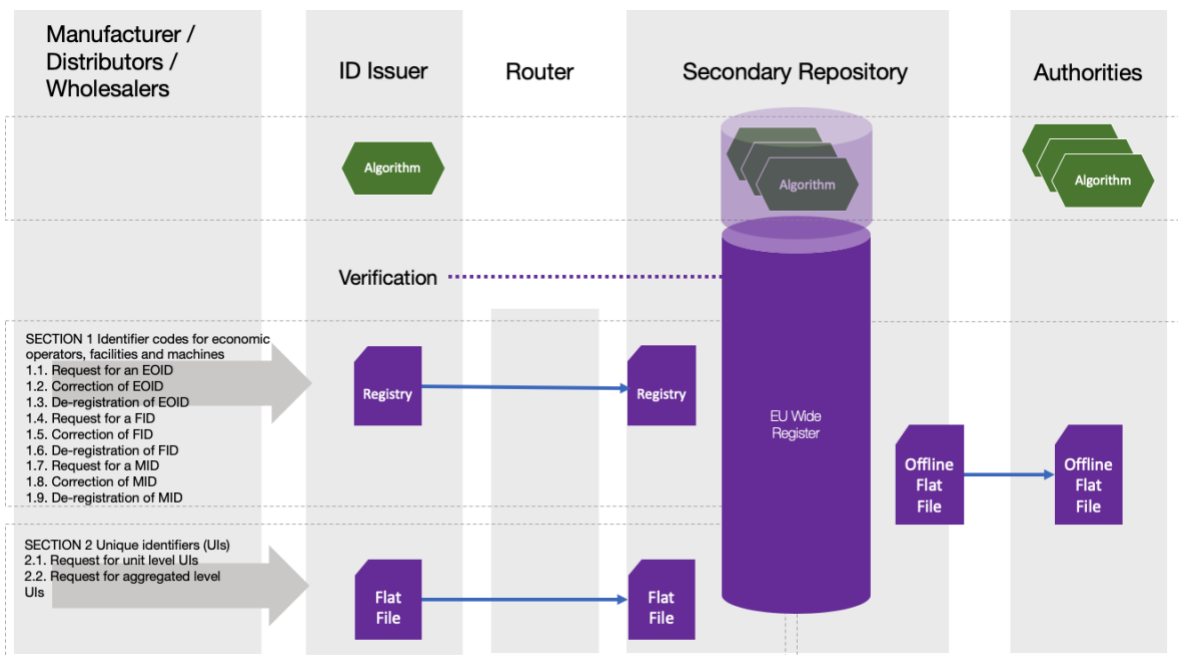 Manufacturer /
Distributors /
Wholesalers
ID Issuer
Router
Secondary Repository
Authorities
Algorithm
Algorithm
Algorithm
Verification
SECTION 1 Identifier codes for economic
operators, facilities and machines
1.1. Request for an EOID
1.2. Correction of EOID
1.3. De-registration of EOID
1.4. Request for a FID
1.5. Correction of FID
1.6. De-registration of FID
1.7. Request for a MID
1.8. Correction of MID
1.9. De-registration of MID
Registry
Registry
EU Wide
Register
Offline
Flat
File
Offline
Flat
File
SECTION 2 Unique identifiers (UIs)
2.1. Request for unit level UIs
2.2. Request for aggregated level
UIs
Flat
File
Flat
File